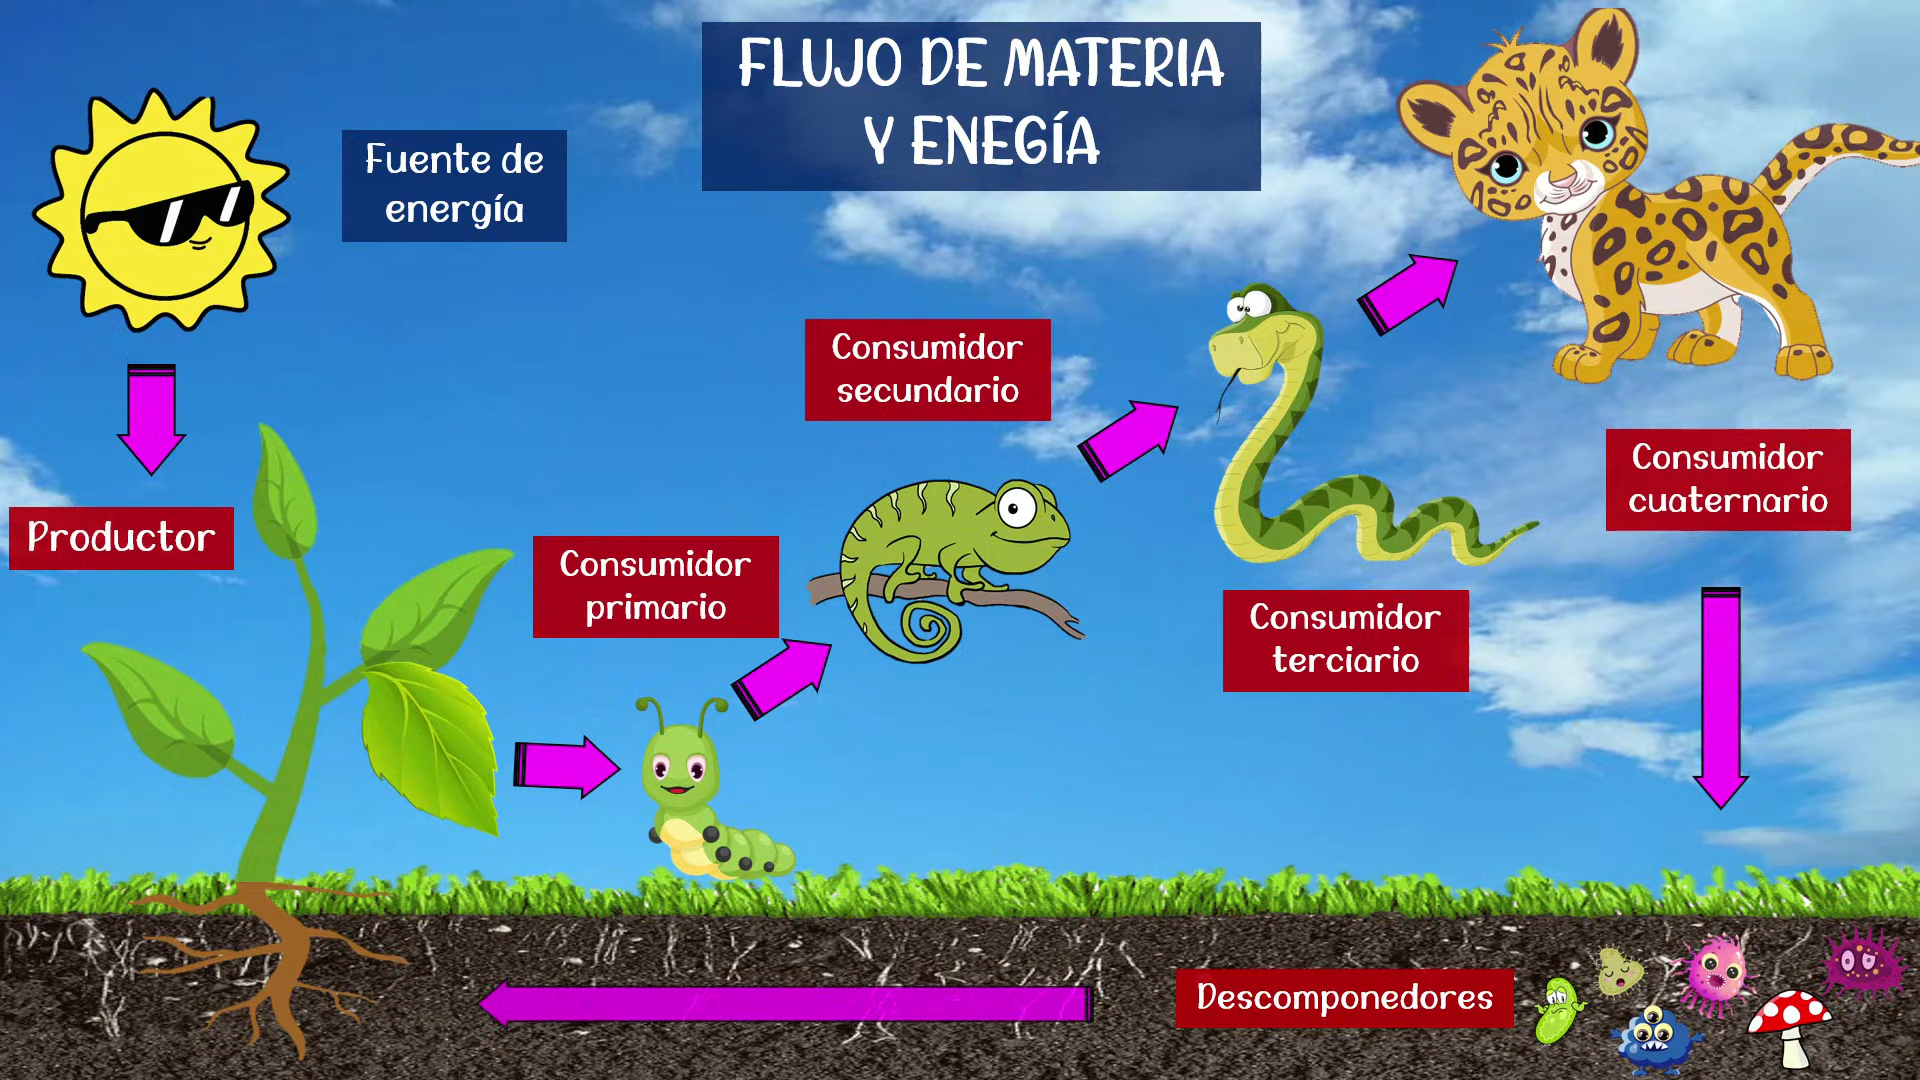 FLUJO DE MATERIA
Y ENEGÍA
Fuente de
energía
Productor
Consumidor
primario
Consumidor
secundario
Consumidor
terciario
Consumidor
cuaternario
Descomponedores